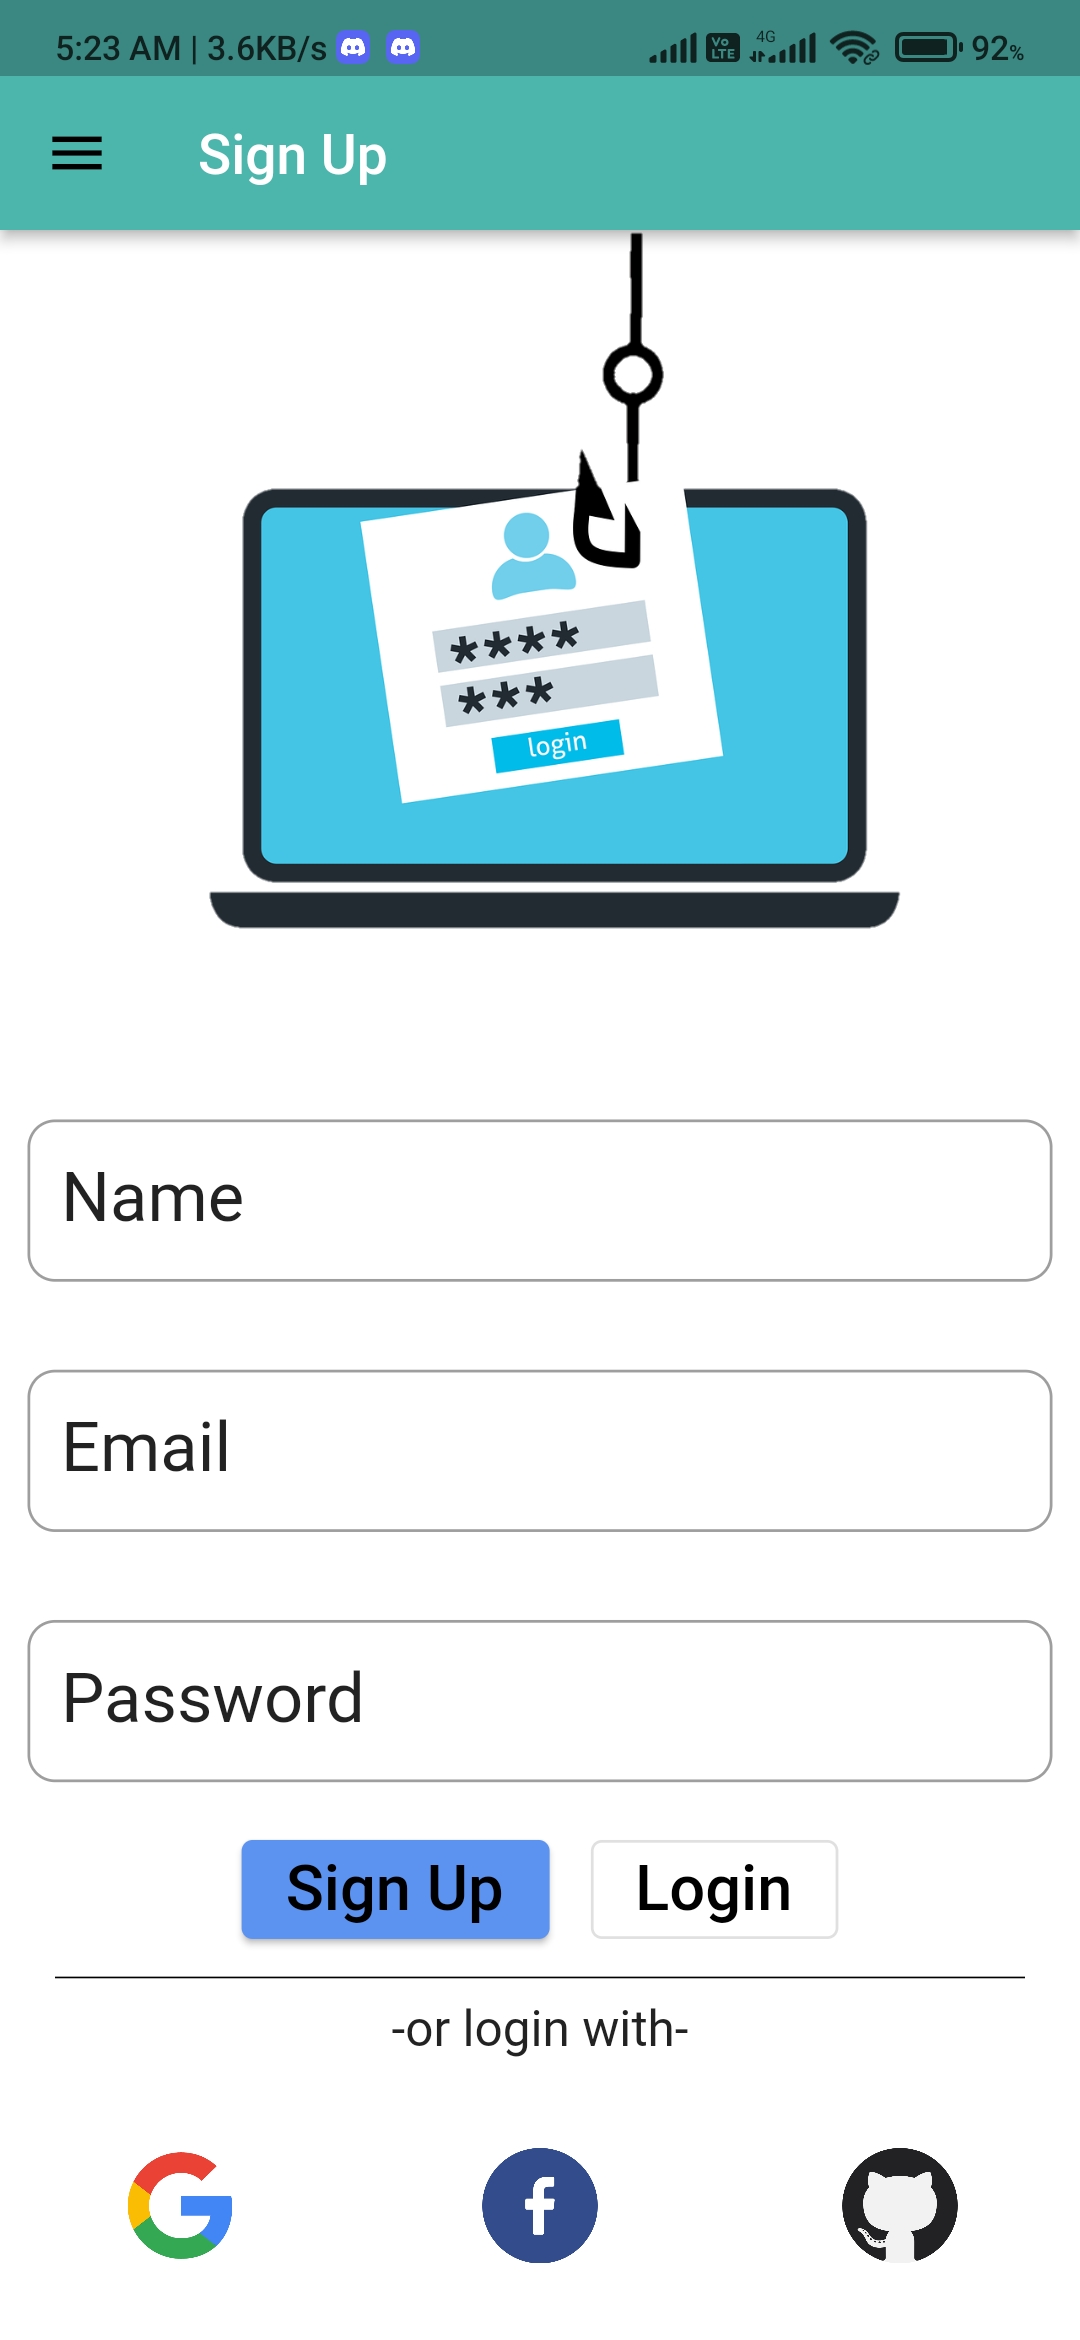 5:23 AM | 3.6KB/s Vo LTE 4G 92%
Sign Up
****
***
login
Name
Email
Password
Sign Up Login
-or login with-